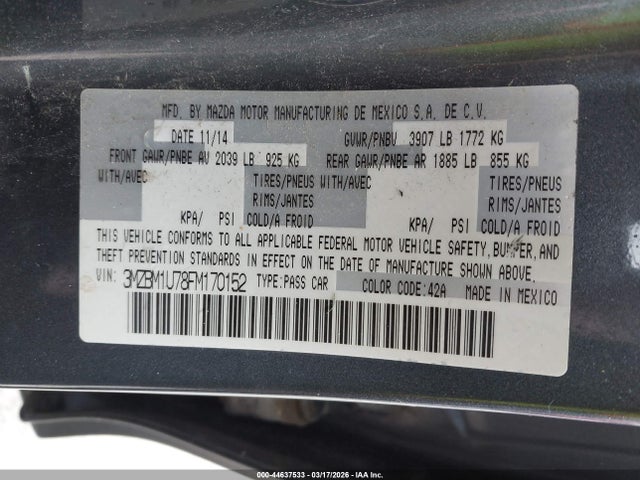 MFD. BY MAZDA MOTOR MANUFACTURING DE MEXICO S.A. DE C.V.
DATE 11/14 GVWR/PNBV 3907 LB 1772 KG
FRONT GAWR/PNBE AV 2039 LB 925 KG REAR GAWR/PNBE AR 1885 LB 855 KG
WITH/AVEC TIRES/PNEUS WITH/AVEC TIRES/PNEUS
RIMS/JANTES RIMS/JANTES
KPA/ PSI COLD/A FROID KPA/ PSI COLD/A FROID
THIS VEHICLE CONFORMS TO ALL APPLICABLE FEDERAL MOTOR VEHICLE SAFETY, BUMPER, AND
THEFT PREVENTION STANDARDS IN EFFECT ON THE DATE OF MANUFACTURE SHOWN ABOVE.
VIN: 3MZBM1U78FM170152 TYPE:PASS CAR COLOR CODE:42A MADE IN MEXICO
000-44637533 - 03/17/2026 - IAA Inc.